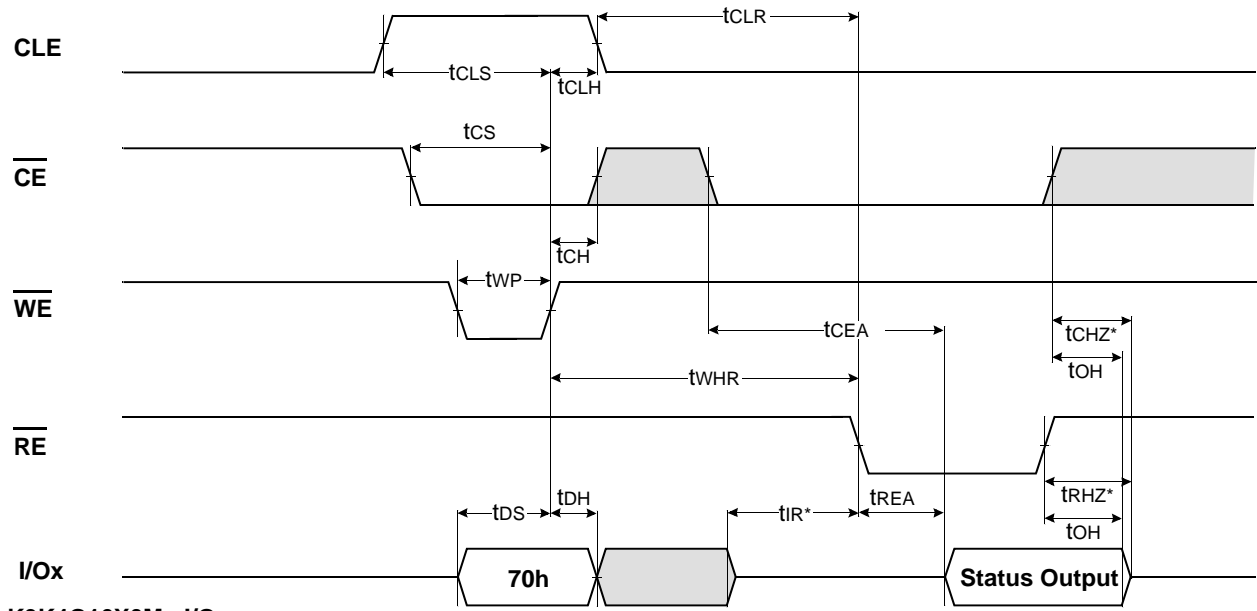 tCLR
CLE
tCLS
tCLH
tCS
CE
tCH
tWP
WE
tCEA
tCHZ*
tOH
tWHR
RE
tDH
tREA
tRHZ*
tDS
tIR*
tOH
I/Ox
70h
Status Output